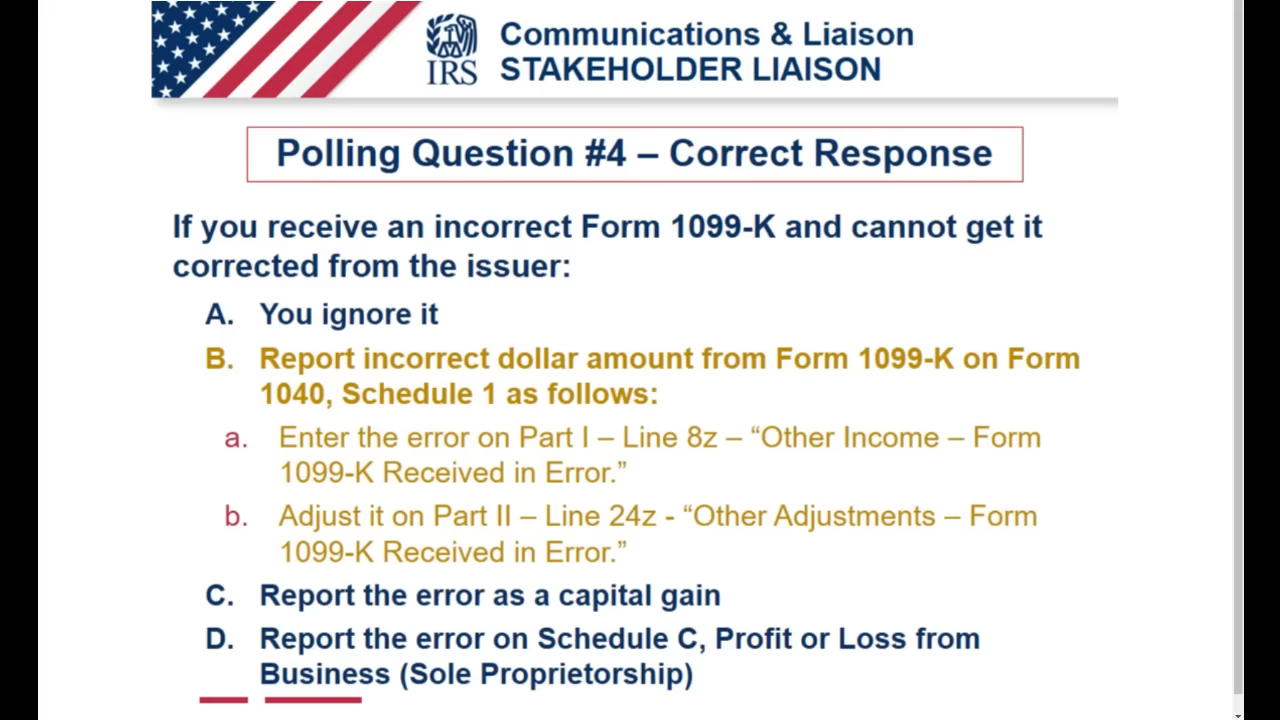 Communications & Liaison
IRS
STAKEHOLDER LIAISON
Polling Question #4 – Correct Response
If you receive an incorrect Form 1099-K and cannot get it
corrected from the issuer:
A. You ignore it
B. Report incorrect dollar amount from Form 1099-K on Form
1040, Schedule 1 as follows:
a. Enter the error on Part I – Line 8z – “Other Income – Form
1099-K Received in Error.”
b. Adjust it on Part II – Line 24z - “Other Adjustments – Form
1099-K Received in Error.”
C. Report the error as a capital gain
D. Report the error on Schedule C, Profit or Loss from
Business (Sole Proprietorship)